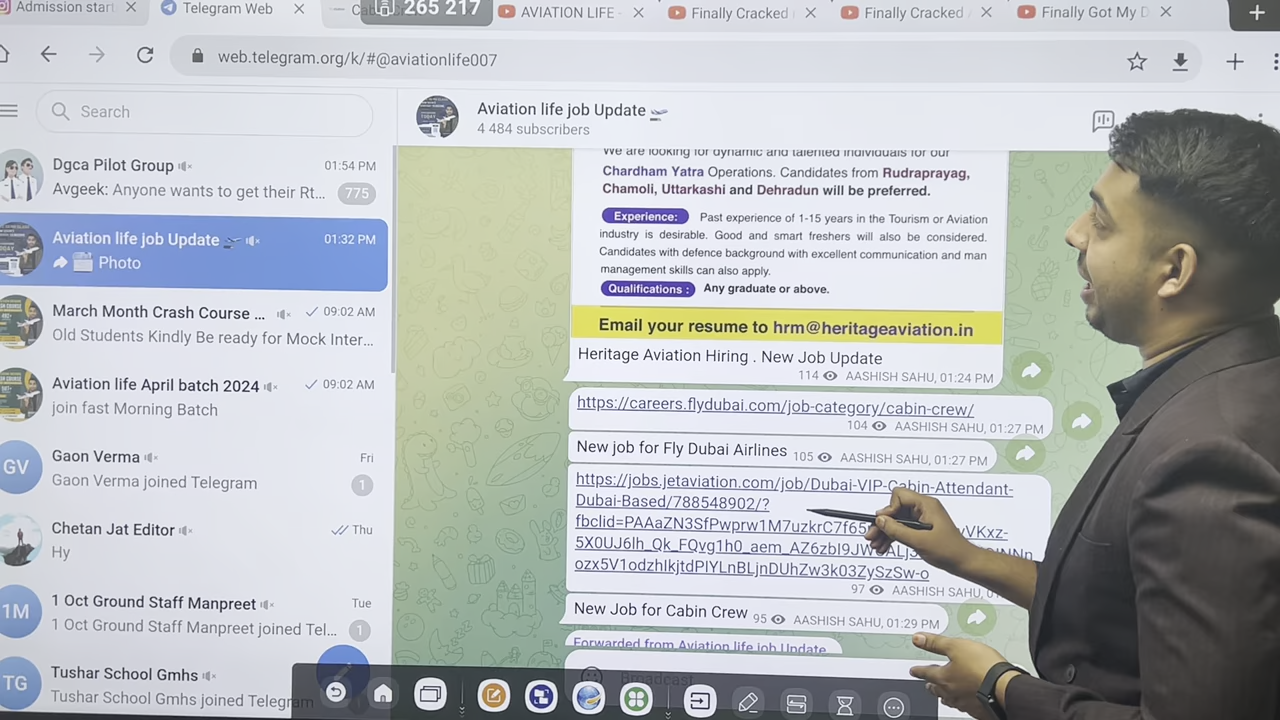 Admission start
Telegram Web
265 217
AVIATION LIFE -
Finally Cracked
Finally Cracked
Finally Got My D
web.telegram.org/k/#@aviationlife007
Search
Dgca Pilot Group 01:54 PM
Avgeek: Anyone wants to get their Rt... 775
Aviation life job Update 01:32 PM
Photo
March Month Crash Course ... 09:02 AM
Old Students Kindly Be ready for Mock Inter...
Aviation life April batch 2024 09:02 AM
join fast Morning Batch
GV
Gaon Verma Fri
Gaon Verma joined Telegram 1
Chetan Jat Editor Thu
Hy
1M
1 Oct Ground Staff Manpreet Tue
1 Oct Ground Staff Manpreet joined Tel... 1
TG
Tushar School Gmhs
Tushar School Gmhs joined Telegram
Aviation life job Update
4 484 subscribers
We are looking for dynamic and talented individuals for our
Chardham Yatra Operations. Candidates from Rudraprayag,
Chamoli, Uttarkashi and Dehradun will be preferred.
Experience: Past experience of 1-15 years in the Tourism or Aviation
industry is desirable. Good and smart freshers will also be considered.
Candidates with defence background with excellent communication and man
management skills can also apply.
Qualifications : Any graduate or above.
Email your resume to hrm@heritageaviation.in
Heritage Aviation Hiring . New Job Update
114 AASHISH SAHU, 01:24 PM
https://careers.flydubai.com/job-category/cabin-crew/
104 AASHISH SAHU, 01:27 PM
New job for Fly Dubai Airlines 105 AASHISH SAHU, 01:27 PM
https://jobs.jetaviation.com/job/Dubai-VIP-Cabin-Attendant-
Dubai-Based/788548902/?
fbclid=PAAaZN3SfPwprw1M7uzkrC7f65
97 AASHISH SAHU
New Job for Cabin Crew 95 AASHISH SAHU, 01:29 PM
Forwarded from Aviation life job Update
Broadcast